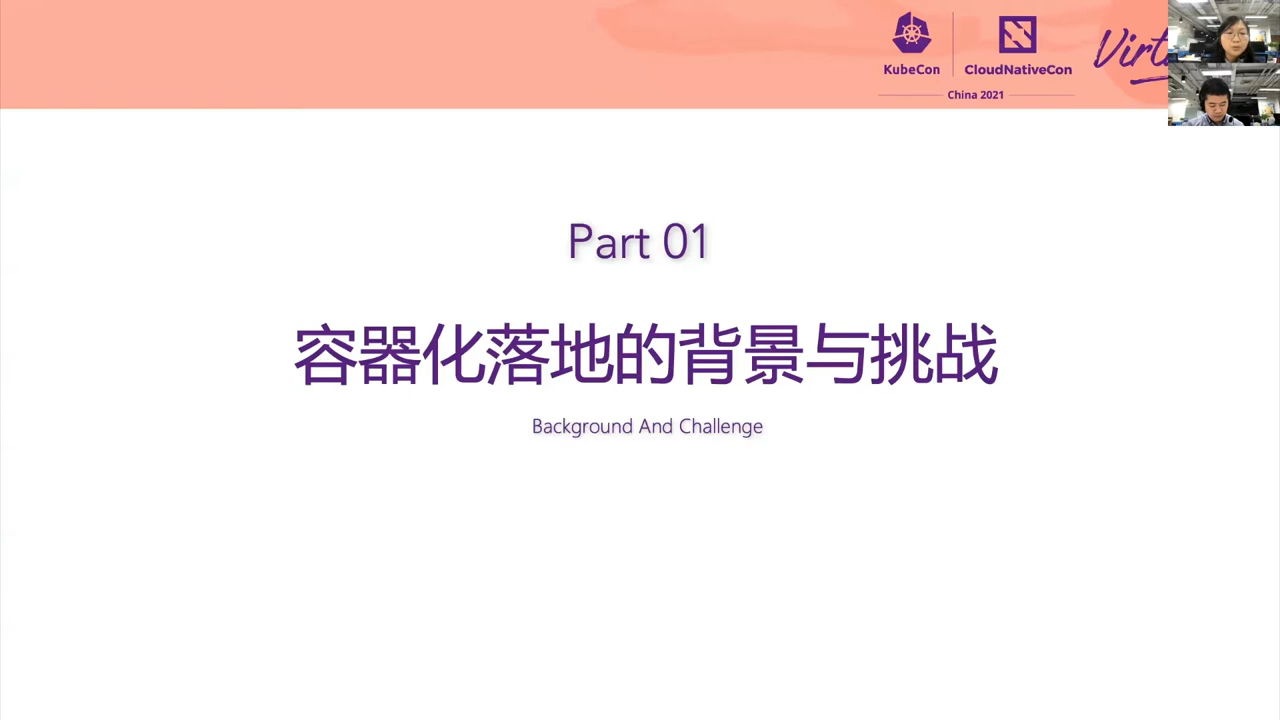 KubeCon
CloudNativeCon
China 2021
Part 01
容器化落地的背景与挑战
Background And Challenge